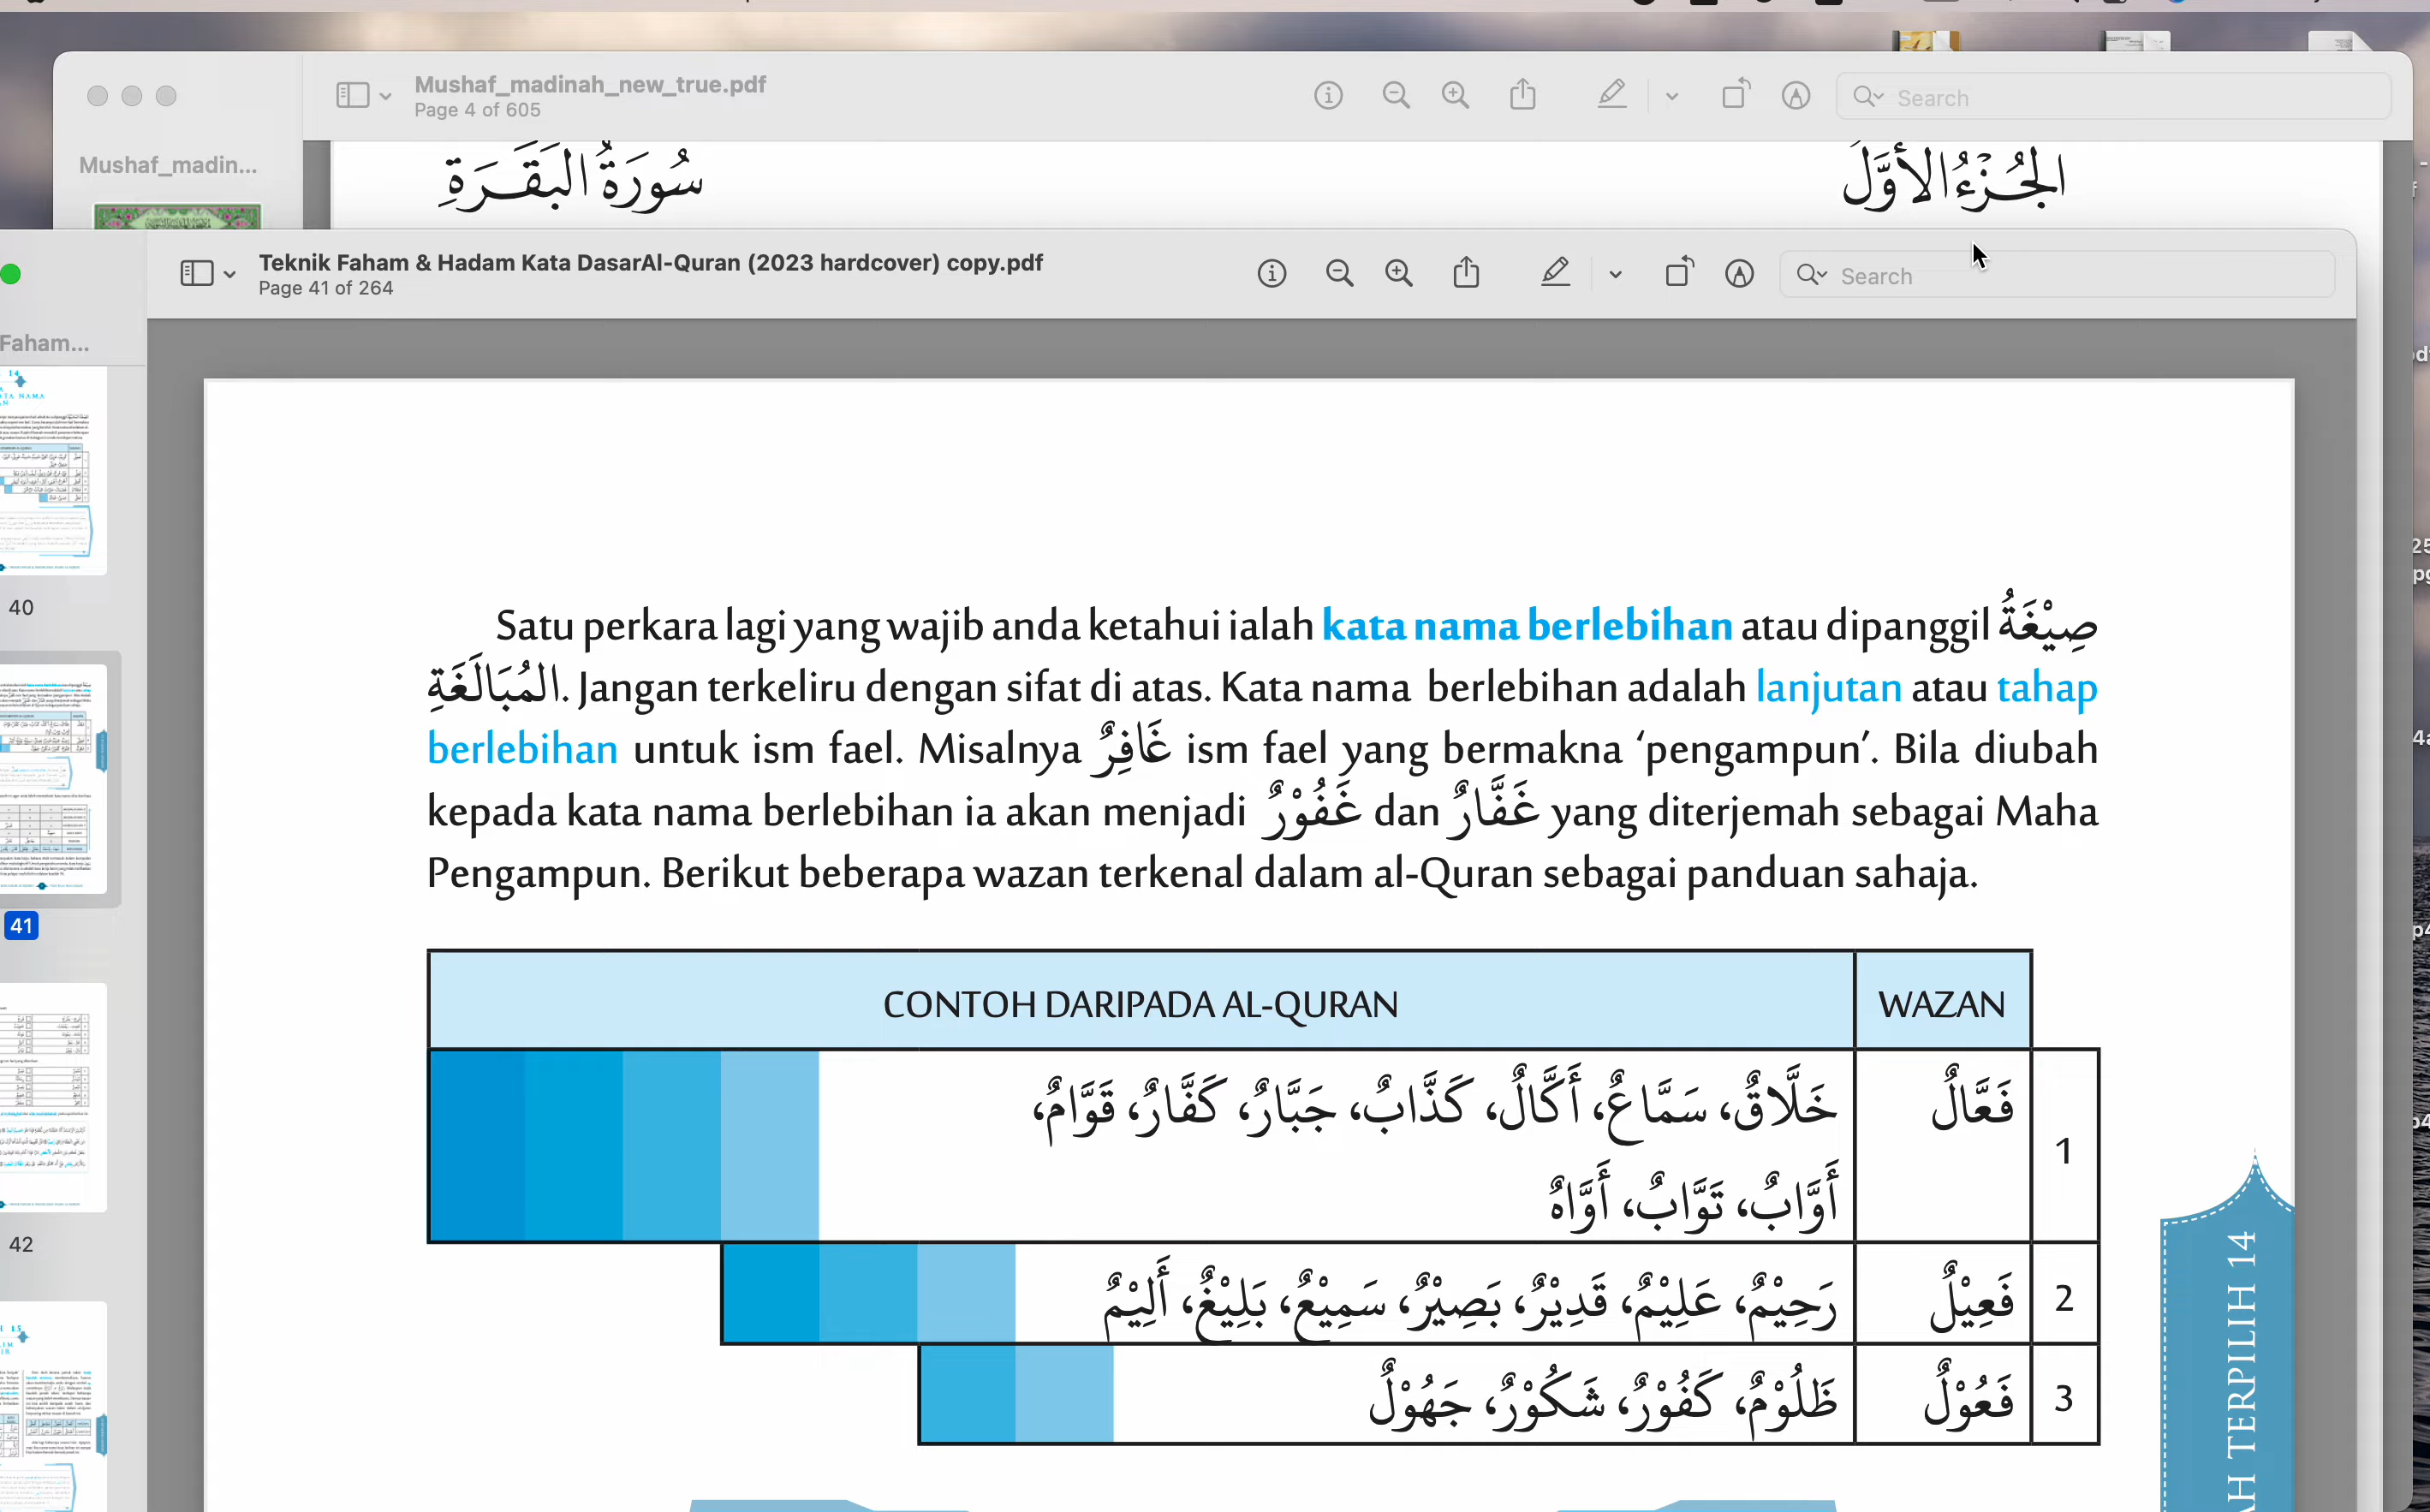 Mushaf_madinah_new_true.pdf
Page 4 of 605
Search
Mushaf_madin...
سُورَةُ الْبَقَرَةِ
الجُزْءُ الأَوَّلُ
Teknik Faham & Hadam Kata DasarAl-Quran (2023 hardcover) copy.pdf
Page 41 of 264
Search
Faham...
40
41
42
Satu perkara lagi yang wajib anda ketahui ialah kata nama berlebihan atau dipanggil صِيْغَةُ
المُبَالَغَةِ. Jangan terkeliru dengan sifat di atas. Kata nama berlebihan adalah lanjutan atau tahap
berlebihan untuk ism fael. Misalnya غَافِرٌ ism fael yang bermakna ‘pengampun’. Bila diubah
kepada kata nama berlebihan ia akan menjadi غَفُوْرٌ dan غَفَّارٌ yang diterjemah sebagai Maha
Pengampun. Berikut beberapa wazan terkenal dalam al-Quran sebagai panduan sahaja.
CONTOH DARIPADA AL-QURAN WAZAN
خَلَّاقٌ، سَمَّاعٌ، أَكَّالٌ، كَذَّابٌ، جَبَّارٌ، كَفَّارٌ، قَوَّامٌ، فَعَّالٌ 1
أَوَّابٌ، تَوَّابٌ، أَوَّاهٌ
رَحِيْمٌ، عَلِيْمٌ، قَدِيْرٌ، بَصِيْرٌ، سَمِيْعٌ، بَلِيْغٌ، أَلِيْمٌ فَعِيْلٌ 2
ظَلُوْمٌ، كَفُوْرٌ، شَكُوْرٌ، جَهُوْلٌ فَعُوْلٌ 3
AH TERPILIH 14